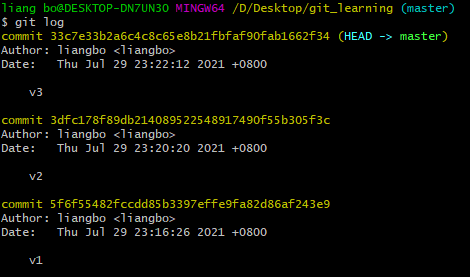 liang bo@DESKTOP-DN7UN3O MINGW64 /D/Desktop/git_learning (master)
$ git log
commit 33c7e33b2a6c4c8c65e8b21fbfaf90fab1662f34 (HEAD -> master)
Author: liangbo <liangbo>
Date:   Thu Jul 29 23:22:12 2021 +0800
v3
commit 3dfc178f89db214089522548917490f55b305f3c
Author: liangbo <liangbo>
Date:   Thu Jul 29 23:20:20 2021 +0800
v2
commit 5f6f55482fccdd85b3397effe9fa82d86af243e9
Author: liangbo <liangbo>
Date:   Thu Jul 29 23:16:26 2021 +0800
v1